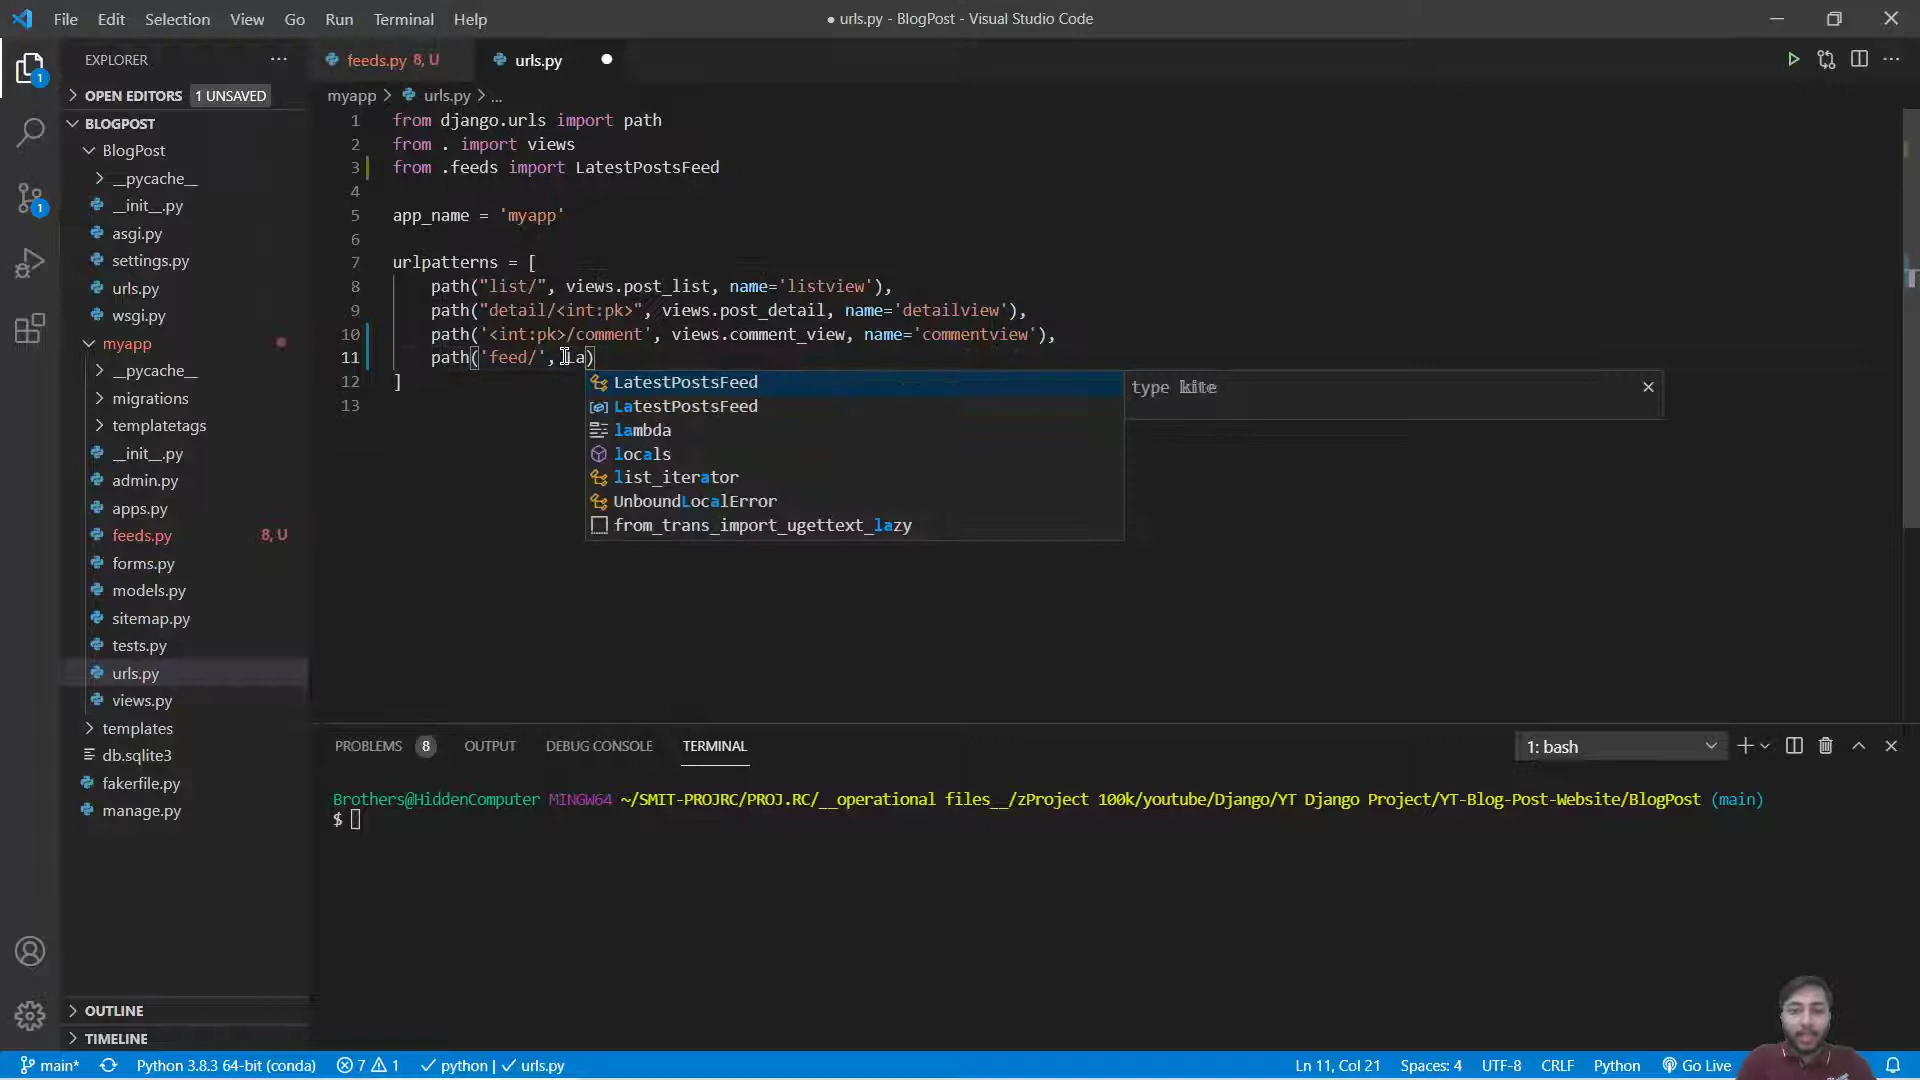 File Edit Selection View Go Run Terminal Help
● urls.py - BlogPost - Visual Studio Code
EXPLORER
feeds.py 8, U
urls.py
OPEN EDITORS 1 UNSAVED
myapp > urls.py > ...
BLOGPOST
BlogPost
__pycache__
__init__.py
asgi.py
settings.py
urls.py
wsgi.py
myapp
__pycache__
migrations
templatetags
__init__.py
admin.py
apps.py
feeds.py 8, U
forms.py
models.py
sitemap.py
tests.py
urls.py
views.py
templates
db.sqlite3
fakerfile.py
manage.py
OUTLINE
TIMELINE
1 from django.urls import path
2 from . import views
3 from .feeds import LatestPostsFeed
4
5 app_name = 'myapp'
6
7 urlpatterns = [
8 path("list/", views.post_list, name='listview'),
9 path("detail/<int:pk>", views.post_detail, name='detailview'),
10 path('<int:pk>/comment', views.comment_view, name='commentview'),
11 path('feed/', La)
12 ]
13
LatestPostsFeed
LatestPostsFeed
lambda
locals
list_iterator
UnboundLocalError
from_trans_import_ugettext_lazy
type kite
PROBLEMS 8 OUTPUT DEBUG CONSOLE TERMINAL
1: bash
Brothers@HiddenComputer MINGW64 ~/SMIT-PROJRC/PROJ.RC/__operational files__/zProject 100k/youtube/Django/YT Django Project/YT-Blog-Post-Website/BlogPost (main)
$
main* Python 3.8.3 64-bit (conda) 7 1 python | urls.py
Ln 11, Col 21 Spaces: 4 UTF-8 CRLF Python Go Live